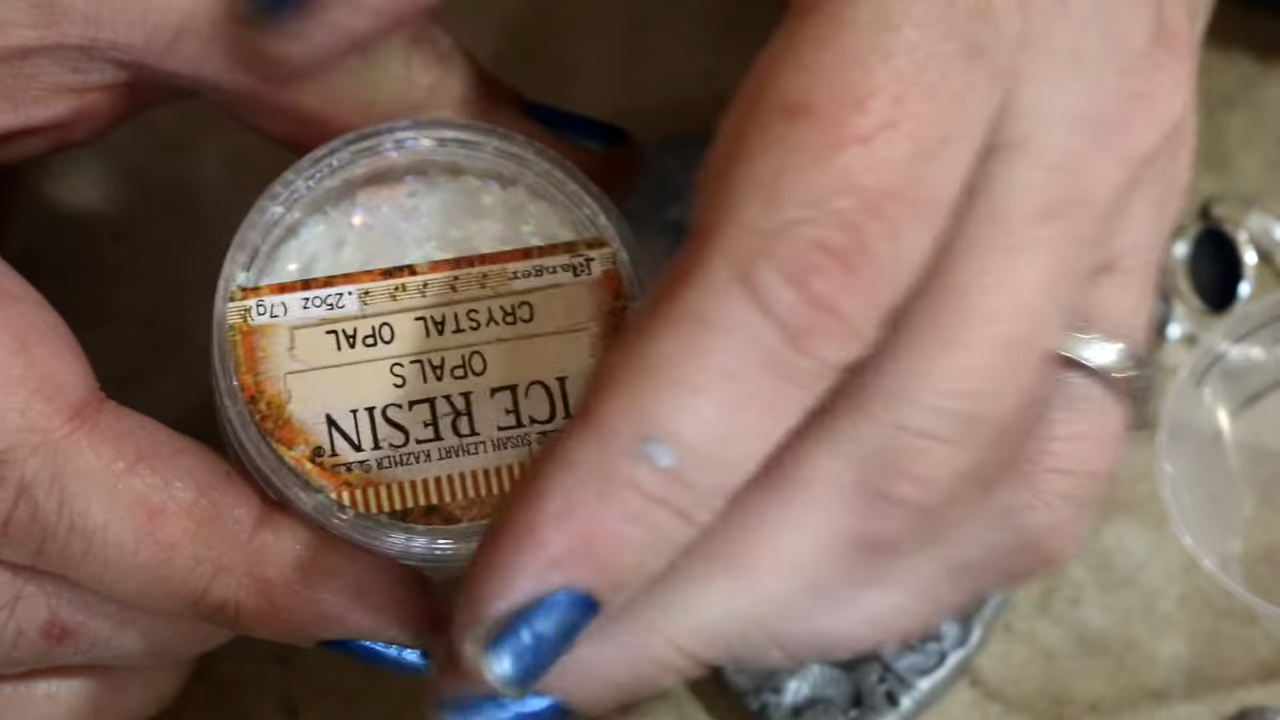 SUSAN LENART KAZMER
ICE RESIN®
OPALS
CRYSTAL OPAL
Ranger .25oz (7g)